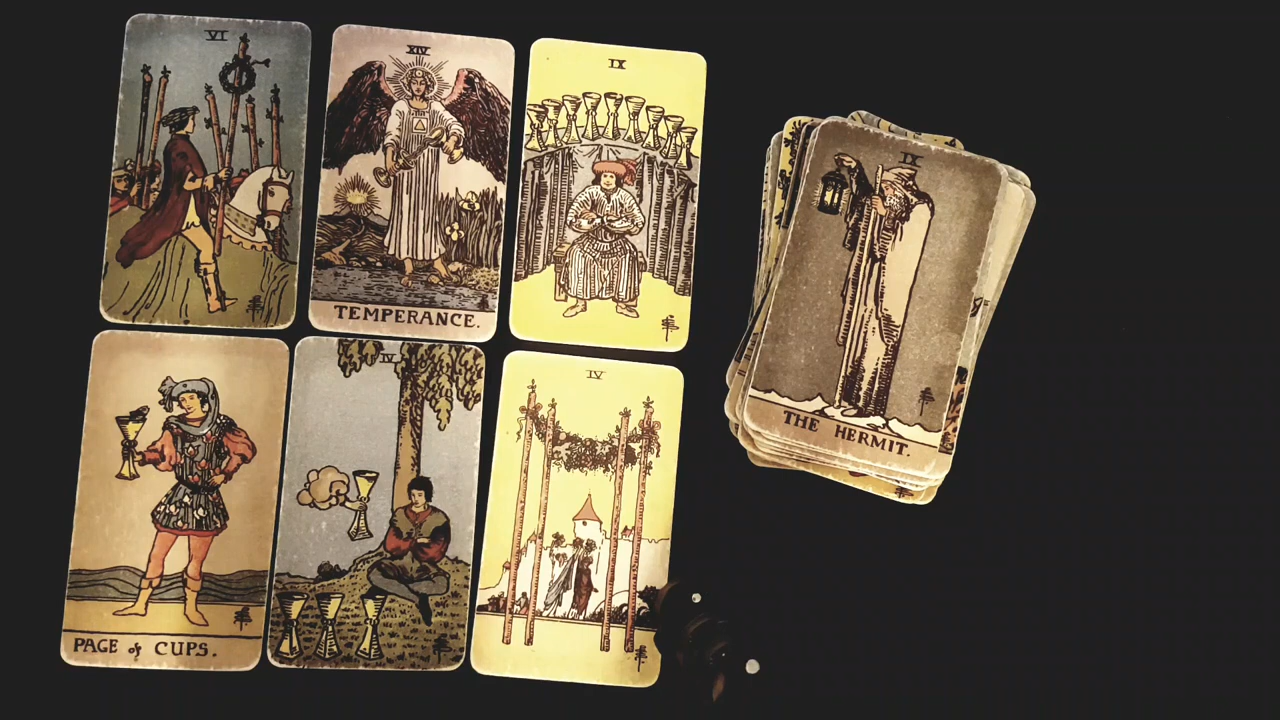 VI
XIV
TEMPERANCE.
IX
PAGE of CUPS.
IV
IV
IX
THE HERMIT.